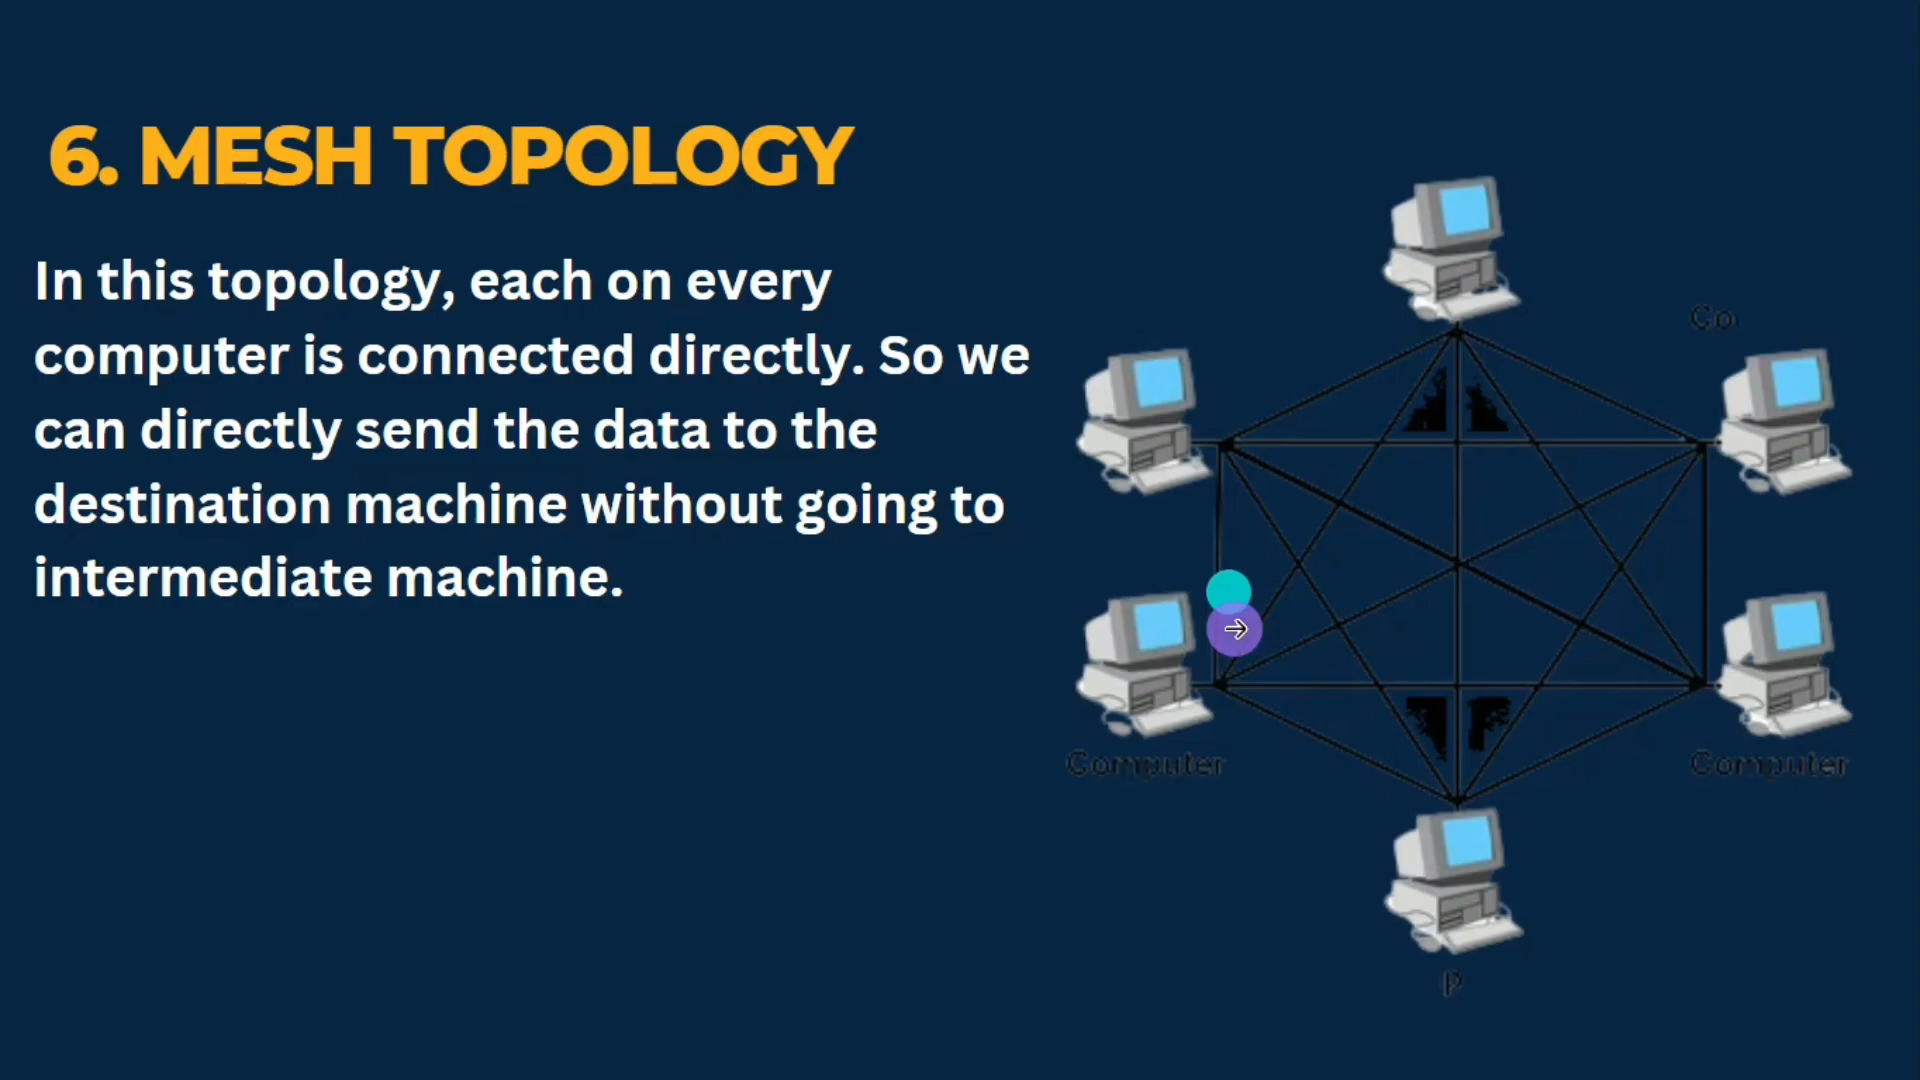 6. MESH TOPOLOGY
In this topology, each on every
computer is connected directly. So we
can directly send the data to the
destination machine without going to
intermediate machine.
Co
Computer
Computer
p